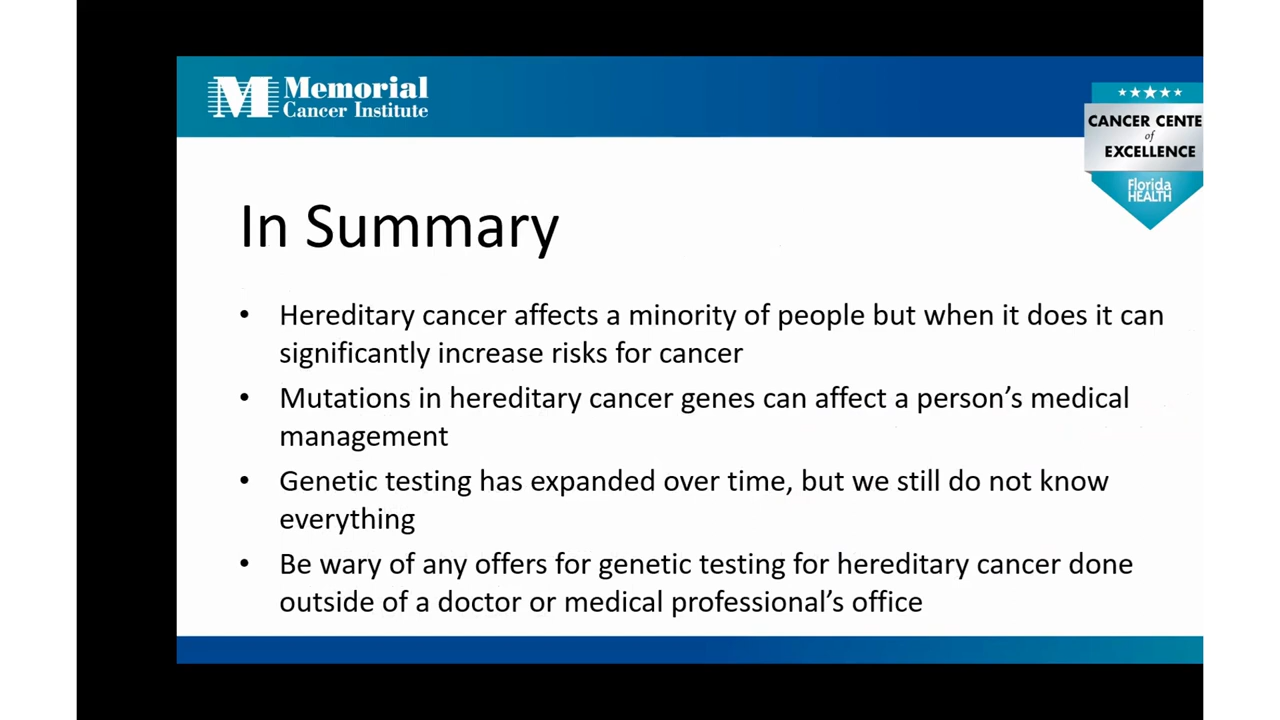 Memorial
Cancer Institute
CANCER CENTE
of
EXCELLENCE
Florida
HEALTH
In Summary
• Hereditary cancer affects a minority of people but when it does it can
significantly increase risks for cancer
• Mutations in hereditary cancer genes can affect a person’s medical
management
• Genetic testing has expanded over time, but we still do not know
everything
• Be wary of any offers for genetic testing for hereditary cancer done
outside of a doctor or medical professional’s office